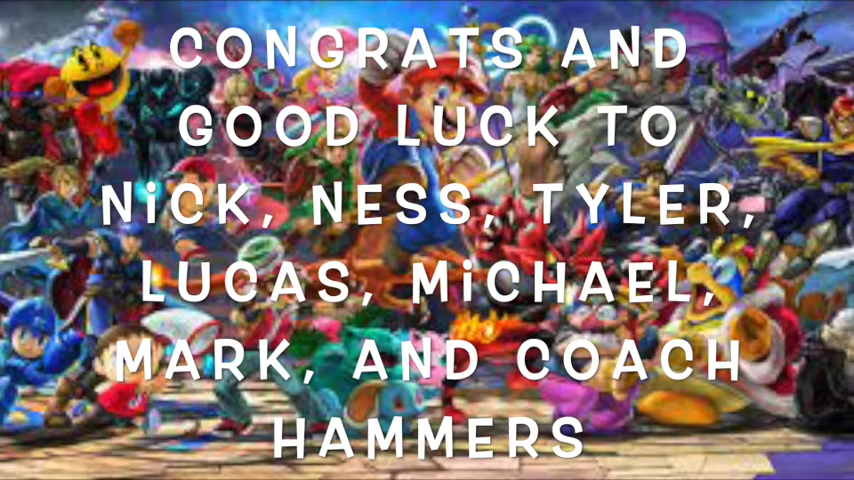 CONGRATS AND
GOOD LUCK TO
NiCK, NESS, TYLER,
LUCAS, MiCHAEL,
MARK, AND COACH
HAMMERS